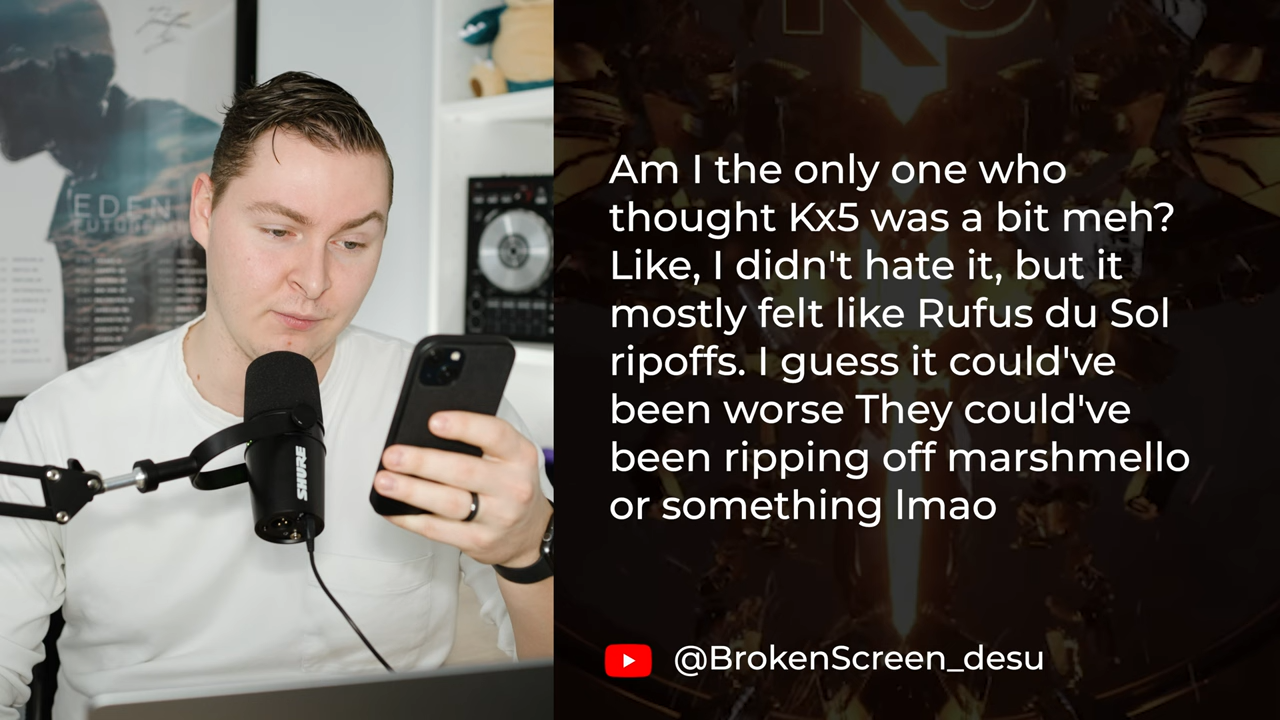 EDEN
SHURE
Am I the only one who
thought Kx5 was a bit meh?
Like, I didn't hate it, but it
mostly felt like Rufus du Sol
ripoffs. I guess it could've
been worse They could've
been ripping off marshmello
or something lmao
@BrokenScreen_desu